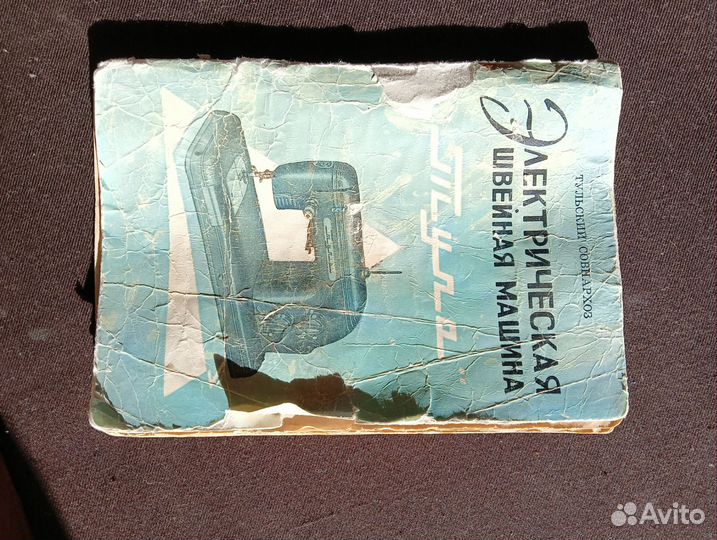 ТУЛЬСКИЙ СОВНАРХОЗ
ЭЛЕКТРИЧЕСКАЯ
ШВЕЙНАЯ МАШИНА
„Тула"
Avito